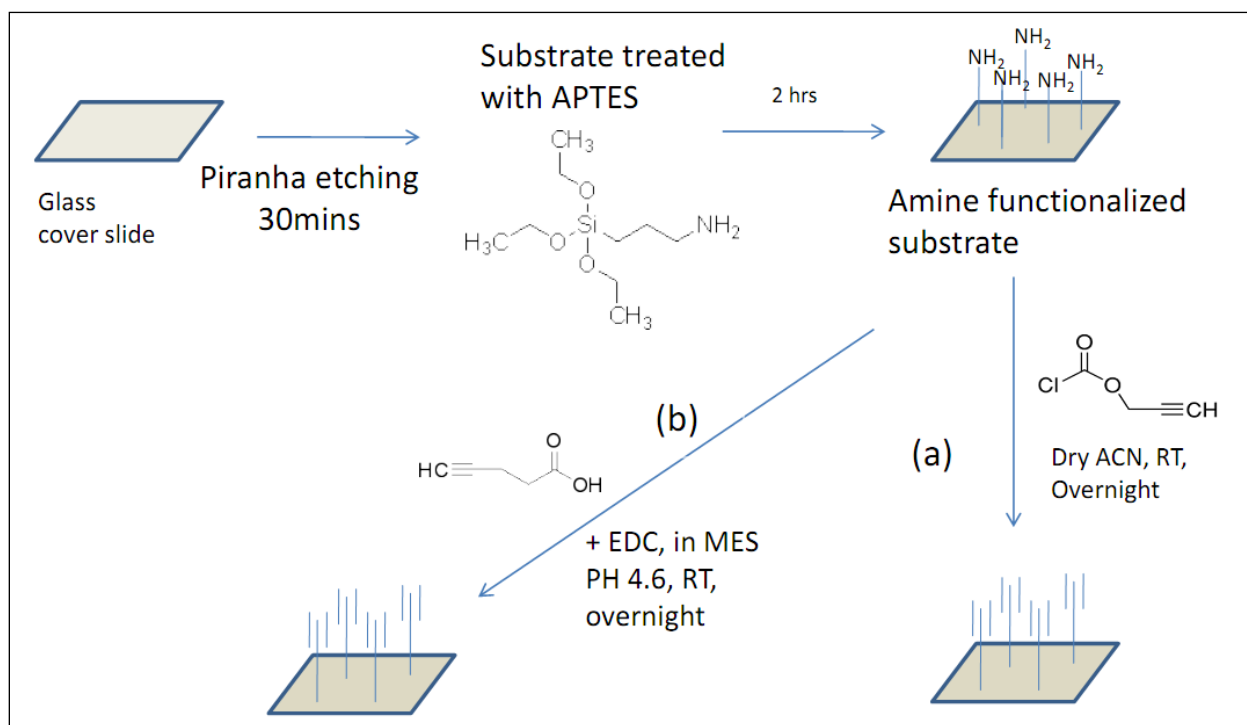 Substrate treated
with APTES
2 hrs
NH2
NH2
NH2
NH2
NH2
Glass
cover slide
Piranha etching
30mins
CH3
O
O
Si
NH2
H3C
O
CH3
Amine functionalized
substrate
(a)
O
Cl
O
CH
Dry ACN, RT,
Overnight
(b)
O
HC
OH
+ EDC, in MES
PH 4.6, RT,
overnight